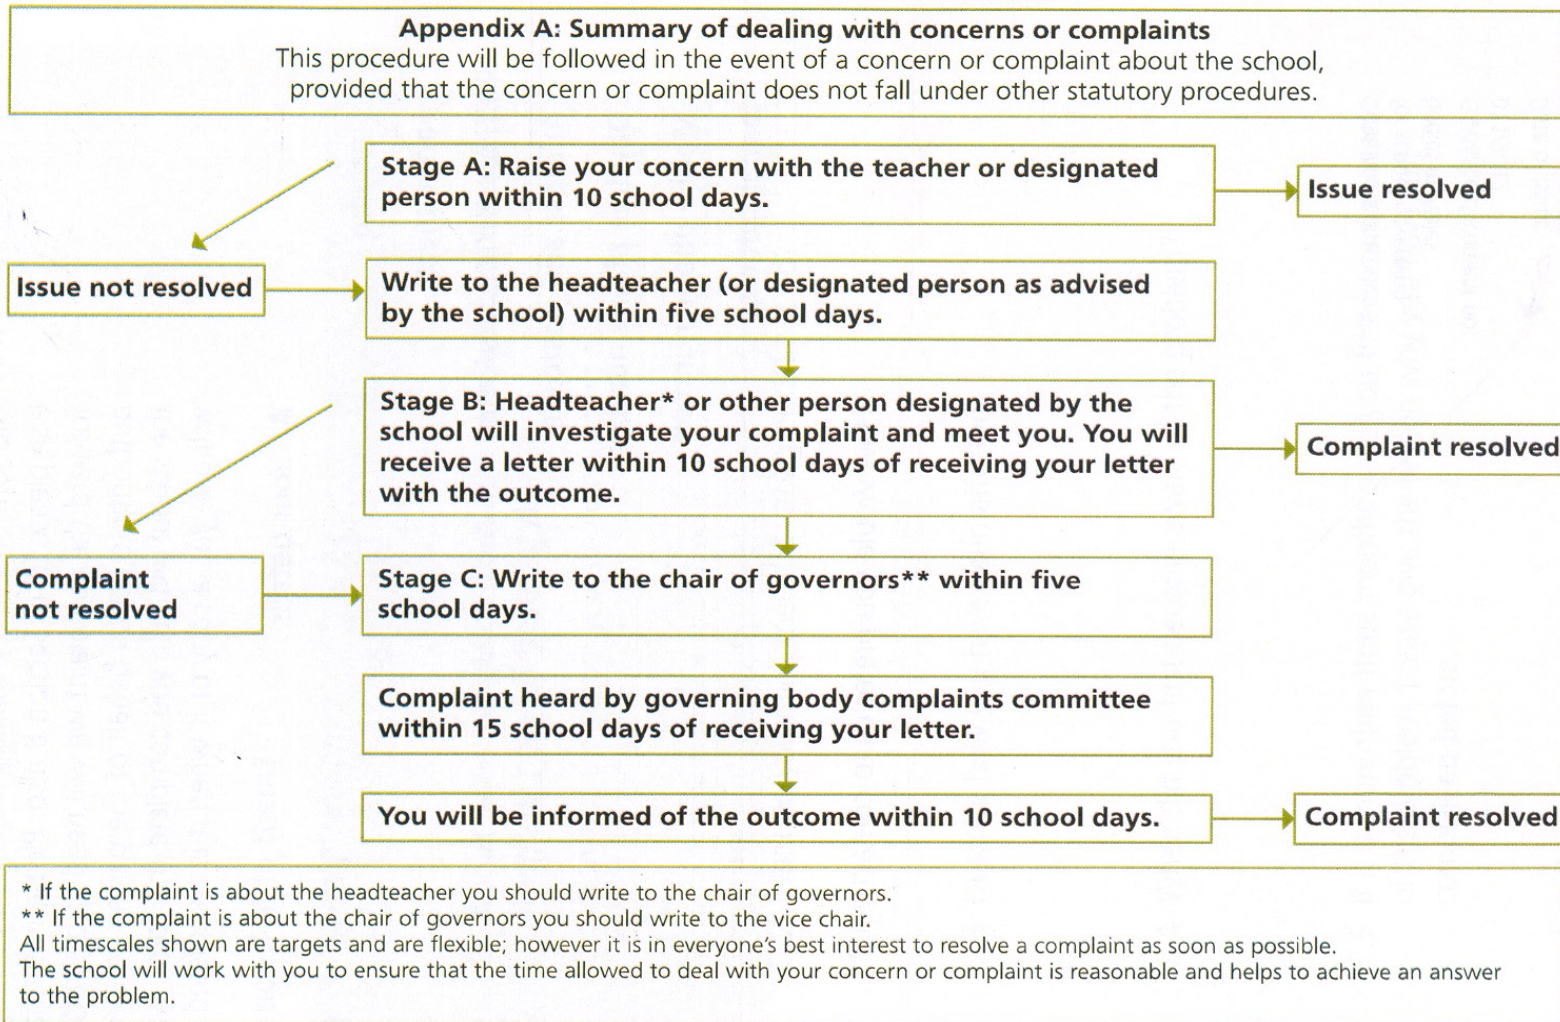 Appendix A: Summary of dealing with concerns or complaints
This procedure will be followed in the event of a concern or complaint about the school,
provided that the concern or complaint does not fall under other statutory procedures.
Stage A: Raise your concern with the teacher or designated
person within 10 school days.
Issue resolved
Issue not resolved
Write to the headteacher (or designated person as advised
by the school) within five school days.
Stage B: Headteacher* or other person designated by the
school will investigate your complaint and meet you. You will
receive a letter within 10 school days of receiving your letter
with the outcome.
Complaint resolved
Complaint
not resolved
Stage C: Write to the chair of governors** within five
school days.
Complaint heard by governing body complaints committee
within 15 school days of receiving your letter.
You will be informed of the outcome within 10 school days.
Complaint resolved
* If the complaint is about the headteacher you should write to the chair of governors.
** If the complaint is about the chair of governors you should write to the vice chair.
All timescales shown are targets and are flexible; however it is in everyone's best interest to resolve a complaint as soon as possible.
The school will work with you to ensure that the time allowed to deal with your concern or complaint is reasonable and helps to achieve an answer
to the problem.